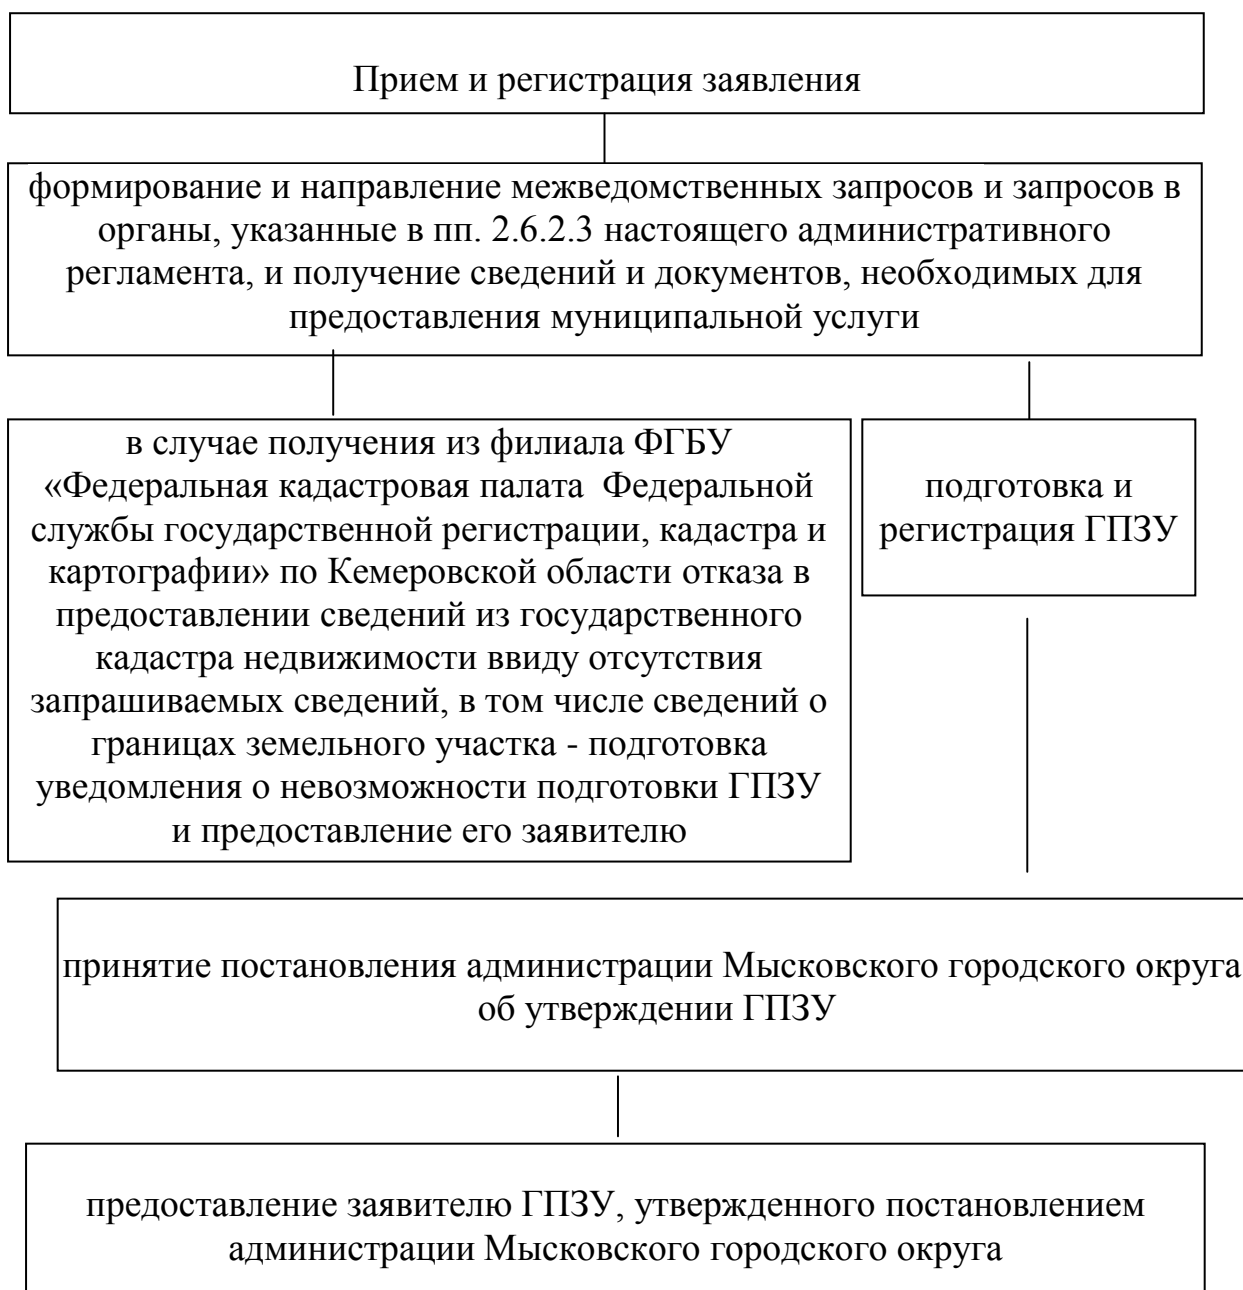 Прием и регистрация заявления
формирование и направление межведомственных запросов и запросов в
органы, указанные в пп. 2.6.2.3 настоящего административного
регламента, и получение сведений и документов, необходимых для
предоставления муниципальной услуги
в случае получения из филиала ФГБУ
«Федеральная кадастровая палата Федеральной
службы государственной регистрации, кадастра и
картографии» по Кемеровской области отказа в
предоставлении сведений из государственного
кадастра недвижимости ввиду отсутствия
запрашиваемых сведений, в том числе сведений о
границах земельного участка - подготовка
уведомления о невозможности подготовки ГПЗУ
и предоставление его заявителю
подготовка и
регистрация ГПЗУ
принятие постановления администрации Мысковского городского округа
об утверждении ГПЗУ
предоставление заявителю ГПЗУ, утвержденного постановлением
администрации Мысковского городского округа